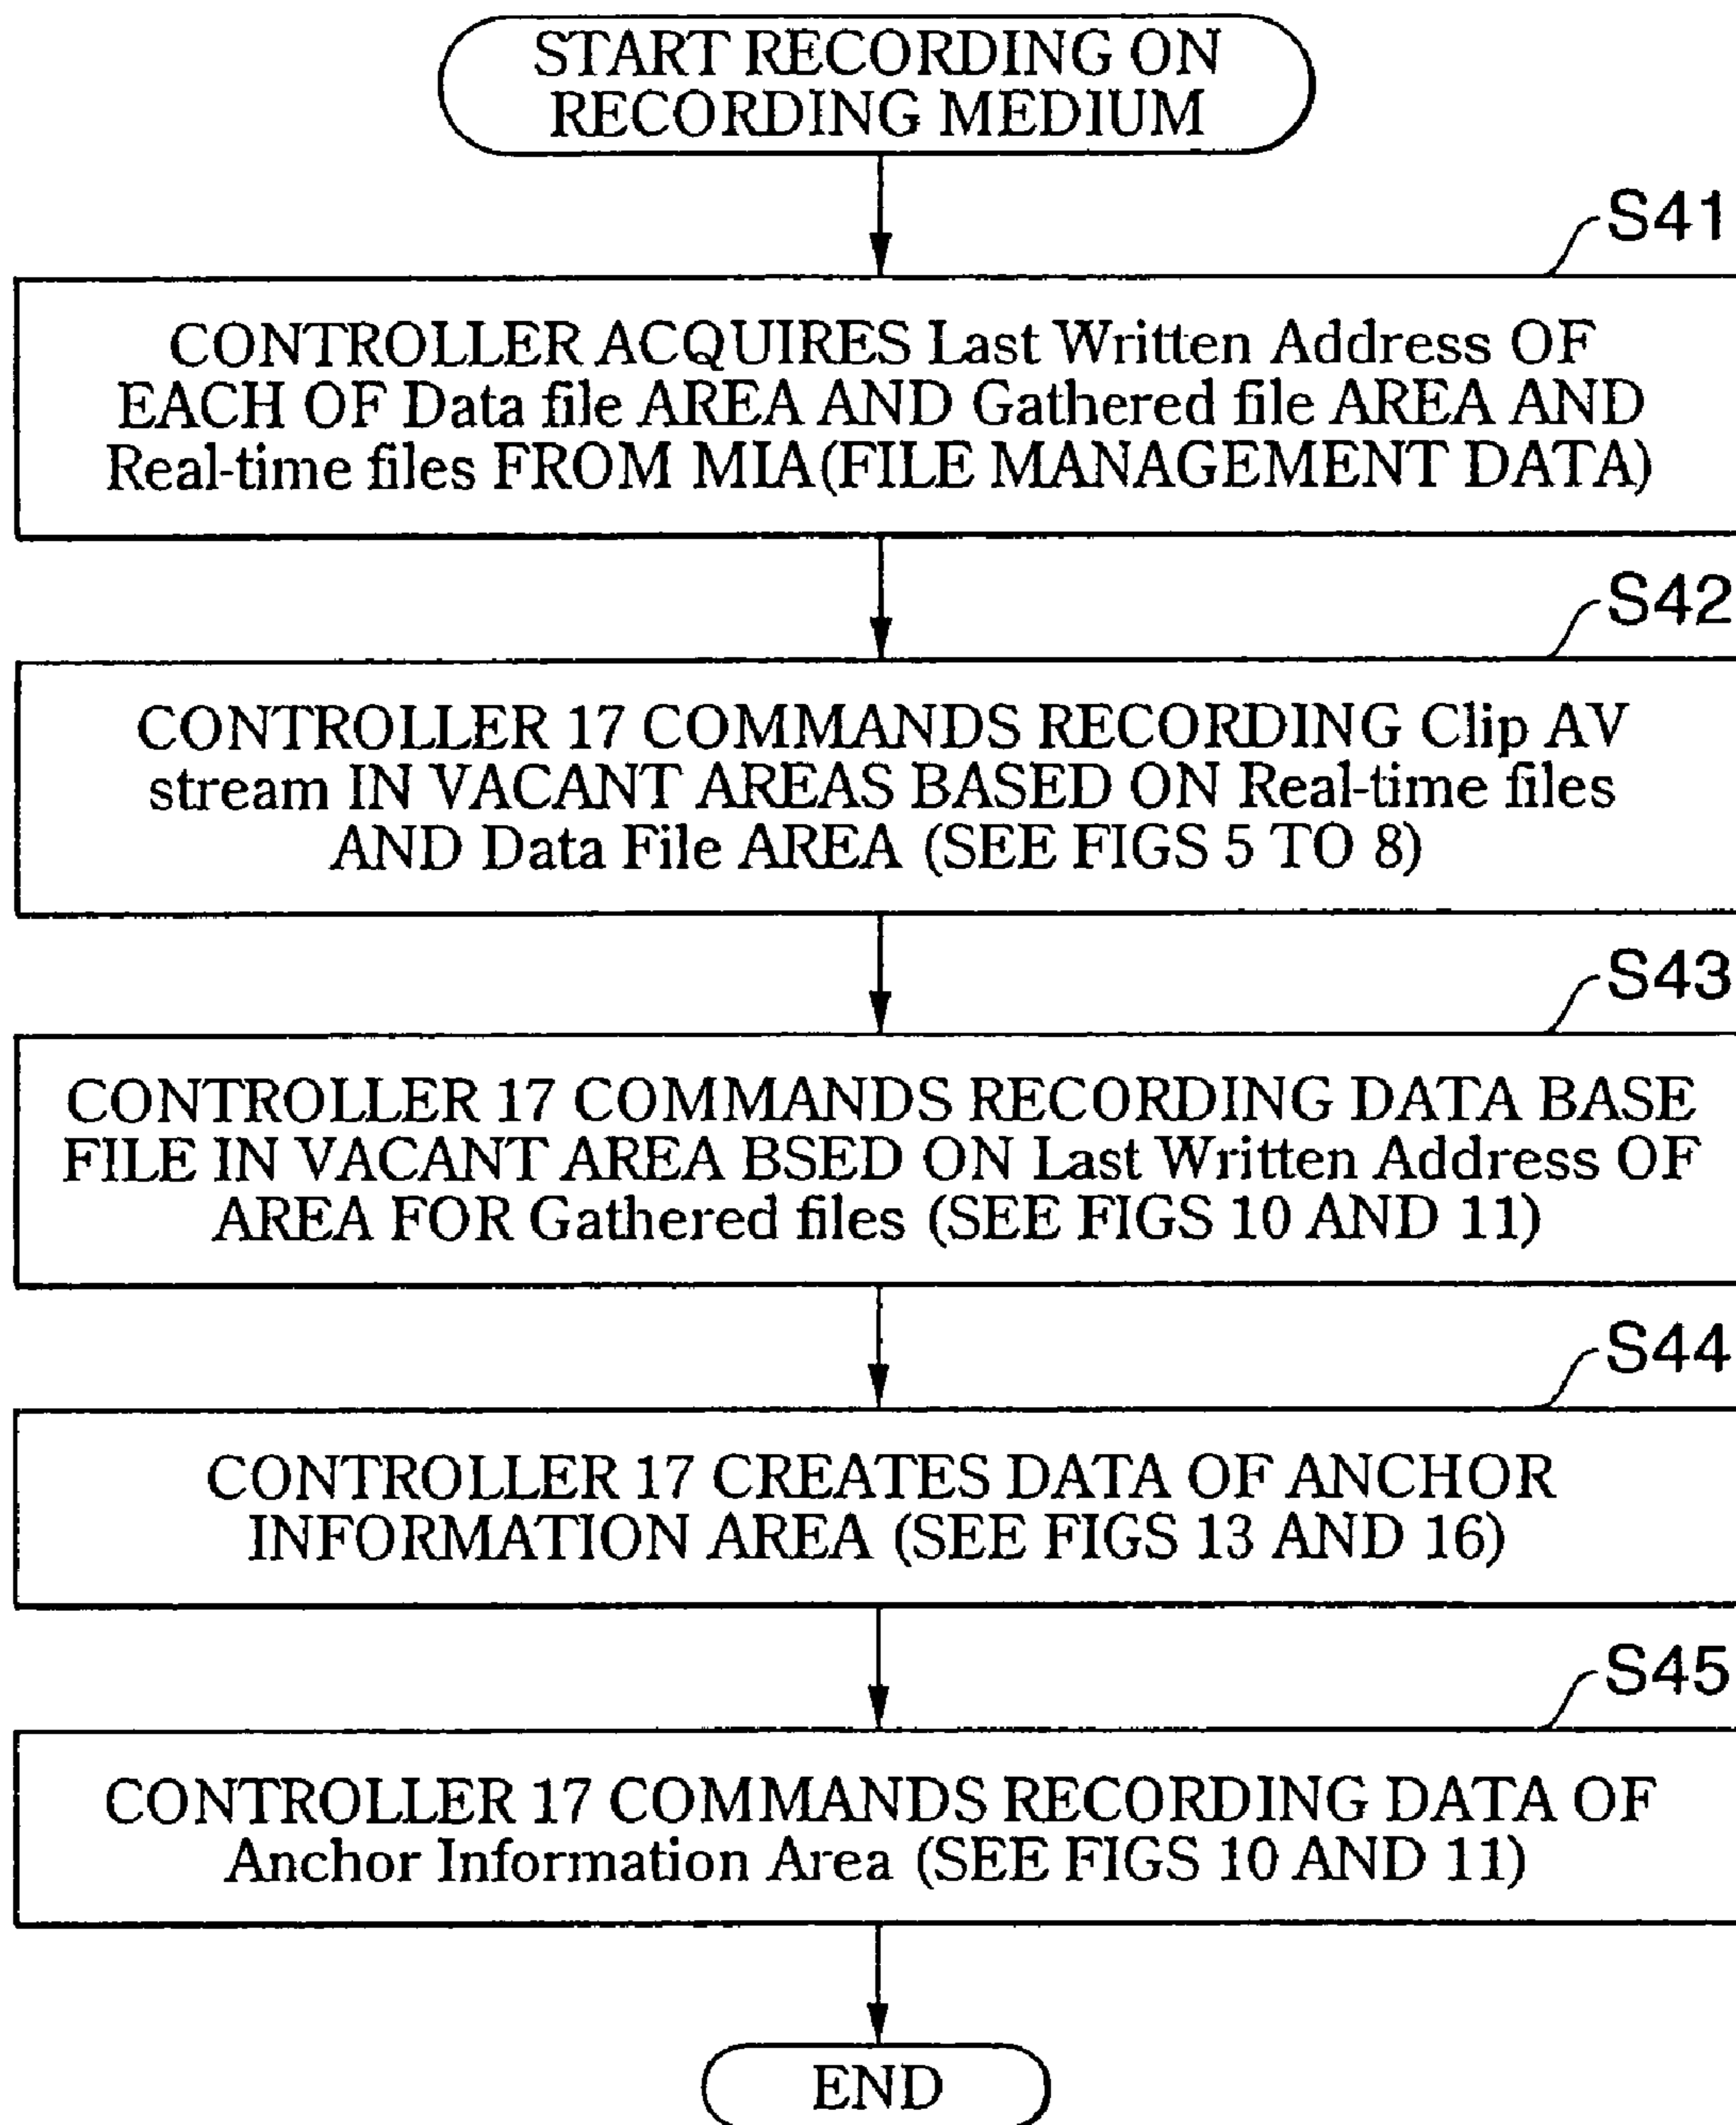 START RECORDING ON
RECORDING MEDIUM
S41
CONTROLLER ACQUIRES Last Written Address OF
EACH OF Data file AREA AND Gathered file AREA AND
Real-time files FROM MIA(FILE MANAGEMENT DATA)
S42
CONTROLLER 17 COMMANDS RECORDING Clip AV
stream IN VACANT AREAS BASED ON Real-time files
AND Data File AREA (SEE FIGS 5 TO 8)
S43
CONTROLLER 17 COMMANDS RECORDING DATA BASE
FILE IN VACANT AREA BSED ON Last Written Address OF
AREA FOR Gathered files (SEE FIGS 10 AND 11)
S44
CONTROLLER 17 CREATES DATA OF ANCHOR
INFORMATION AREA (SEE FIGS 13 AND 16)
S45
CONTROLLER 17 COMMANDS RECORDING DATA OF
Anchor Information Area (SEE FIGS 10 AND 11)
END